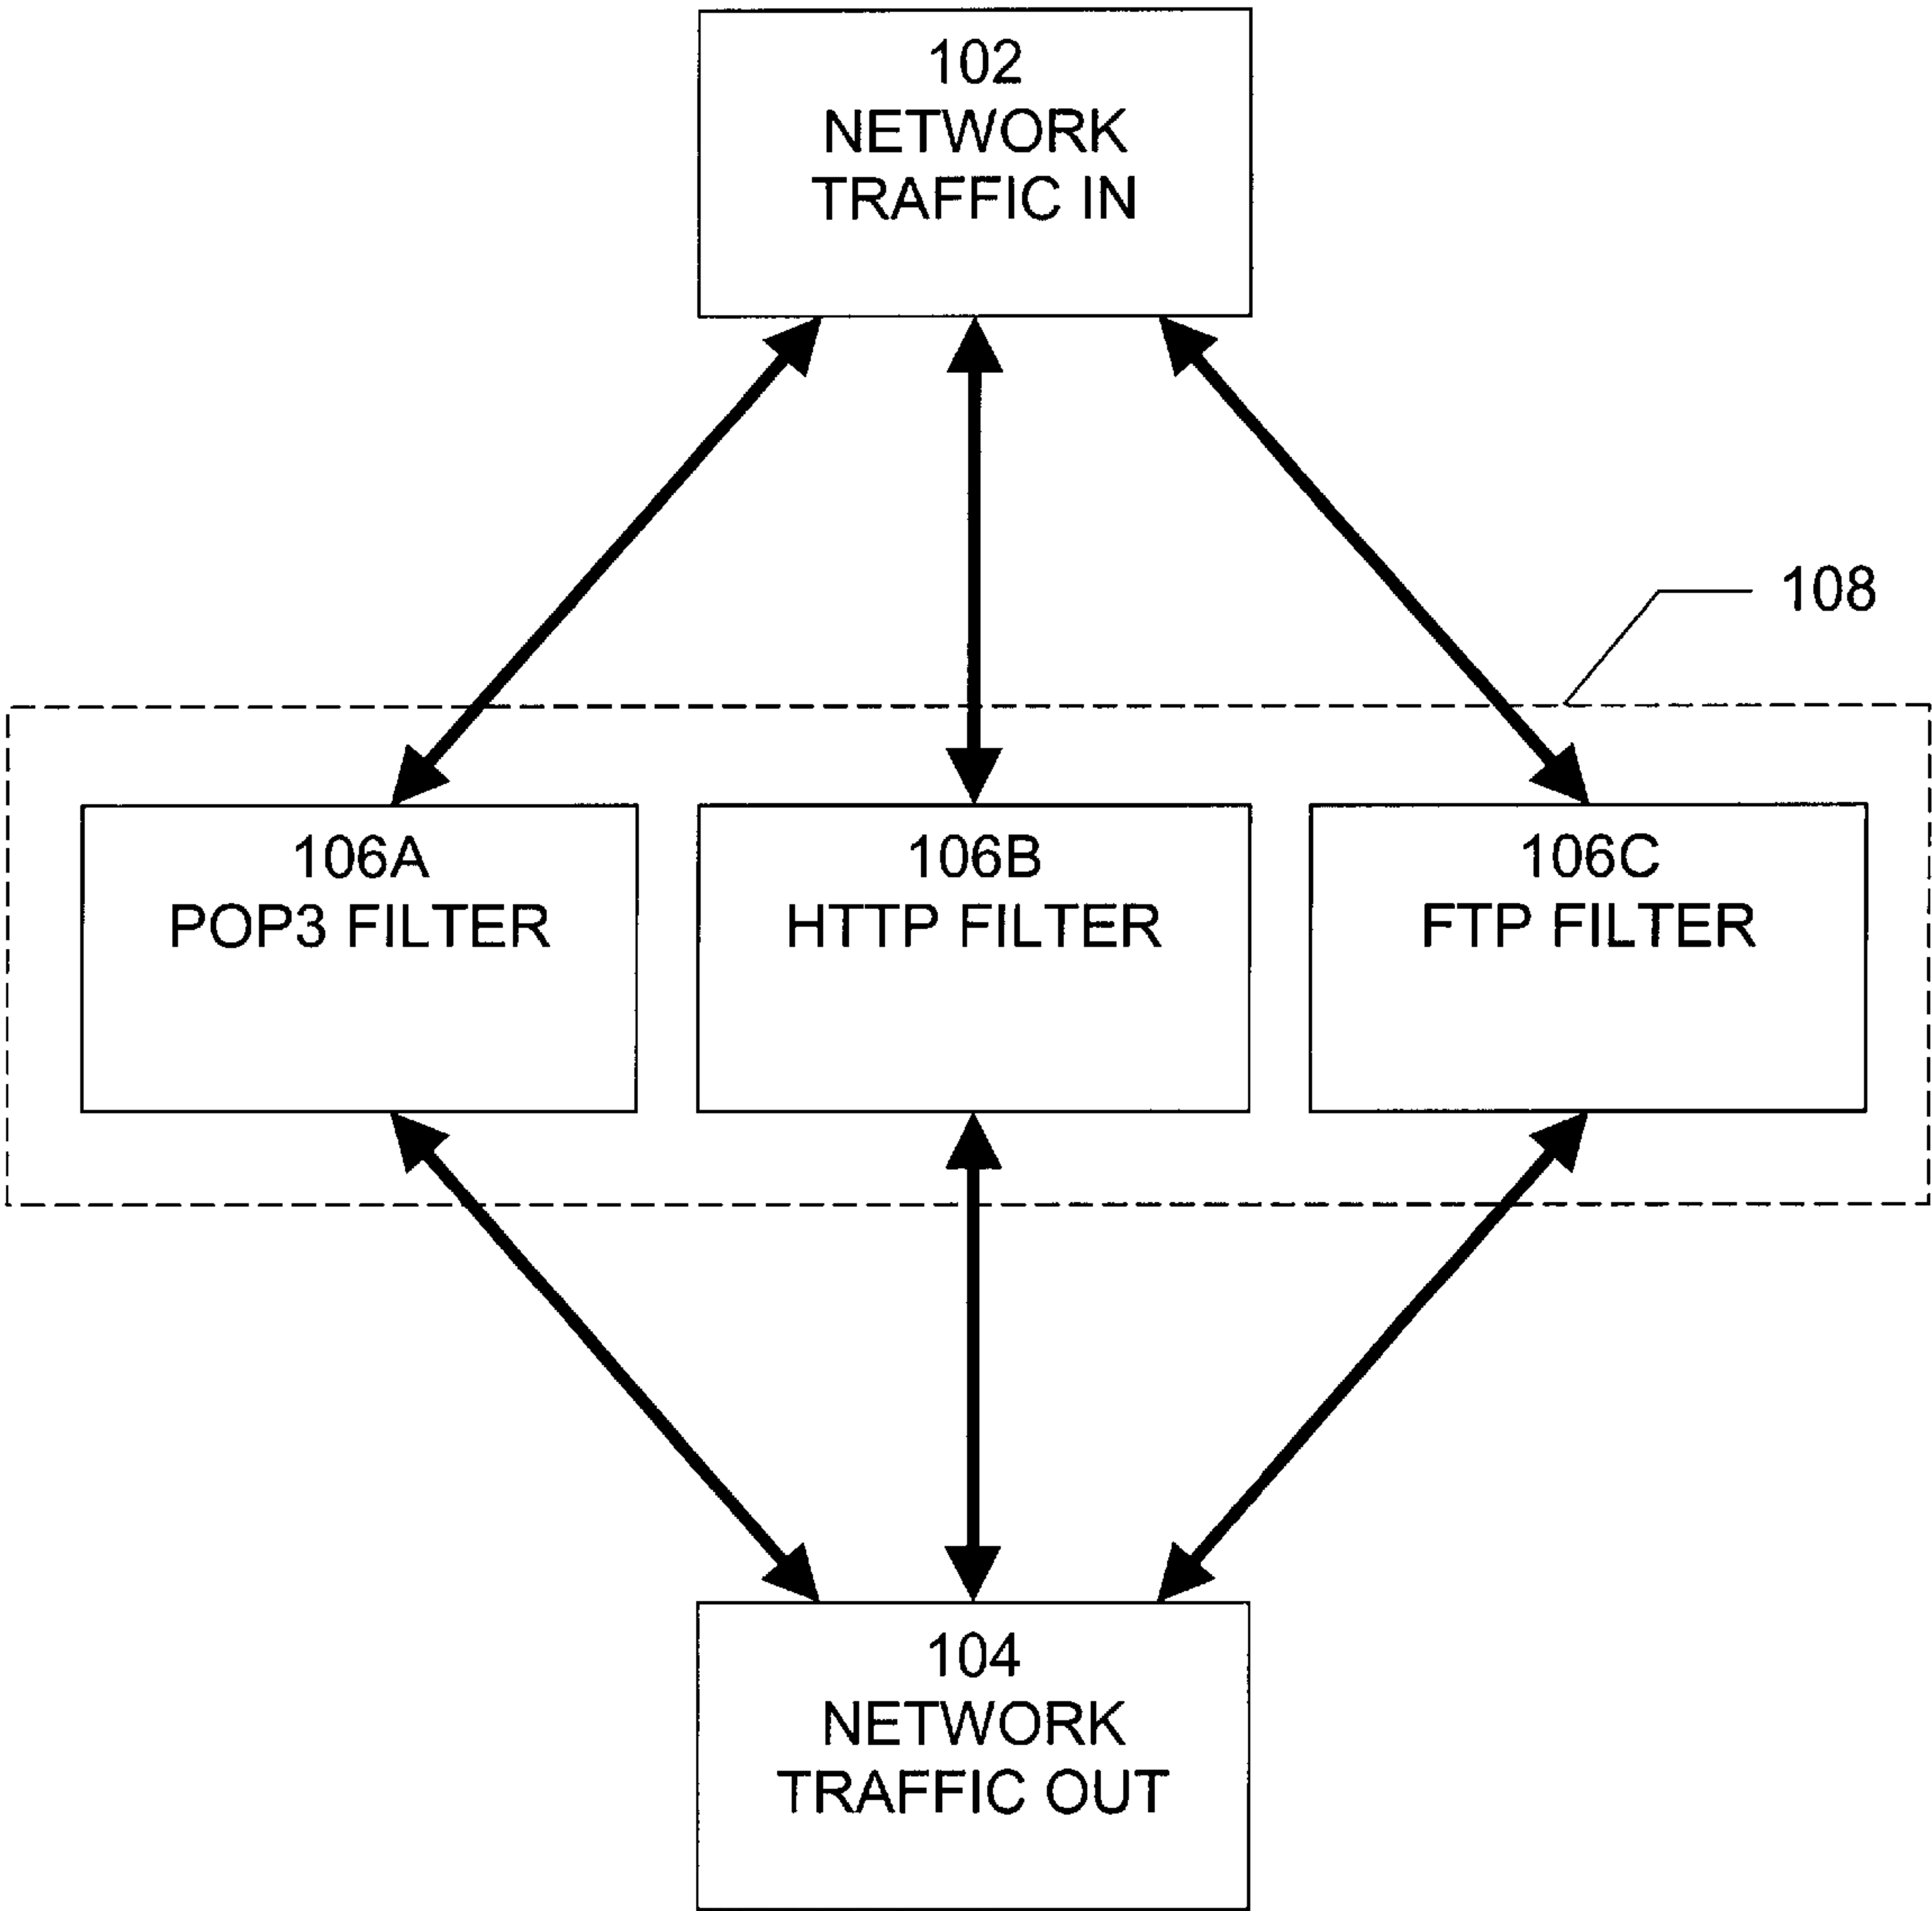 102
NETWORK
TRAFFIC IN
108
106A
POP3 FILTER
106B
HTTP FILTER
106C
FTP FILTER
104
NETWORK
TRAFFIC OUT